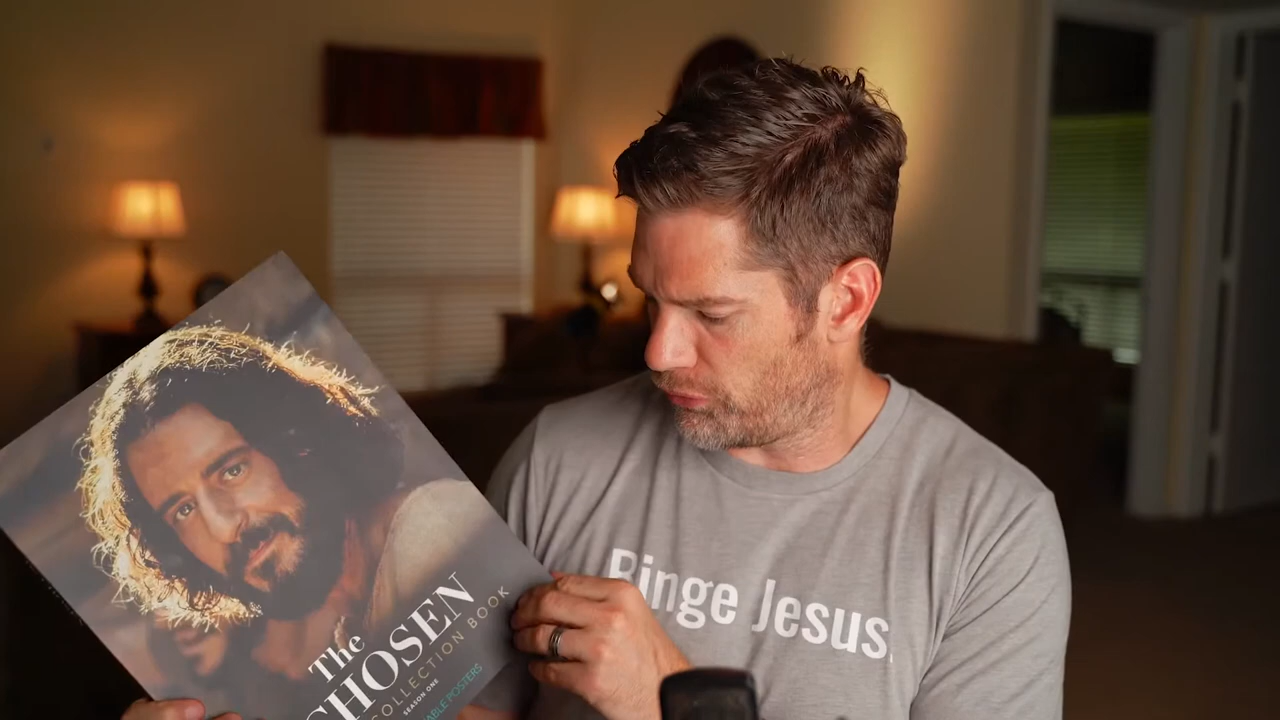 The
CHOSEN
COLLECTION BOOK
SEASON ONE
POSTERS
Binge Jesus.